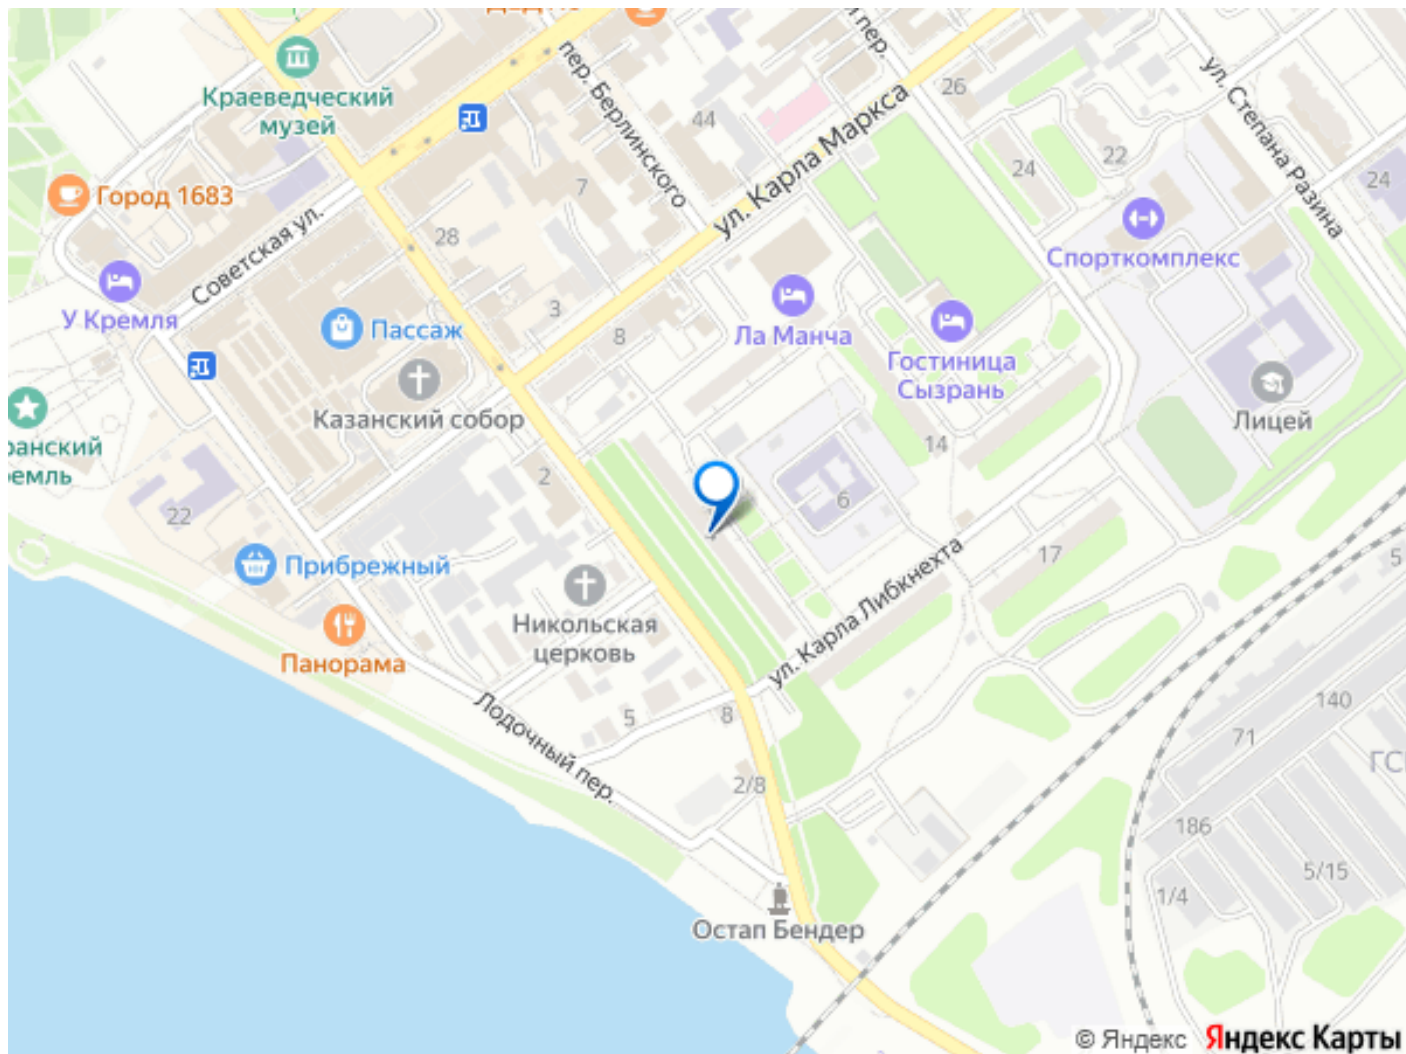 пер. Берлинского
пер.
26
ул. Степана Разина
Краеведческий
музей
44
ул. Карла Маркса
24
22
24
Город 1683
7
Советская ул.
28
Спорткомплекс
У Кремля
Пассаж
3
8
Ла Манча
Гостиница
Сызрань
Казанский собор
Лицей
14
2
22
6
Прибрежный
17
5
ул. Карла Либкнехта
Никольская
церковь
Панорама
Лодочный пер.
5
8
140
71
2/8
186
5/15
1/4
Остап Бендер
© Яндекс Яндекс Карты